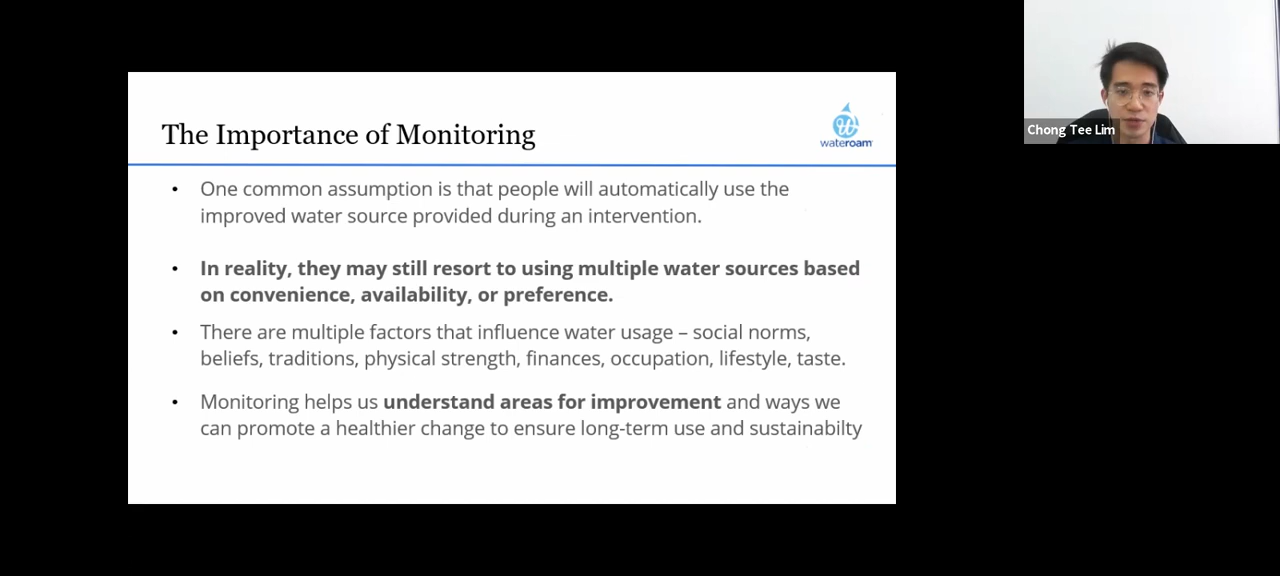 The Importance of Monitoring
wateroam
Chong Tee Lim
• One common assumption is that people will automatically use the
improved water source provided during an intervention.
• In reality, they may still resort to using multiple water sources based
on convenience, availability, or preference.
• There are multiple factors that influence water usage – social norms,
beliefs, traditions, physical strength, finances, occupation, lifestyle, taste.
• Monitoring helps us understand areas for improvement and ways we
can promote a healthier change to ensure long-term use and sustainabilty